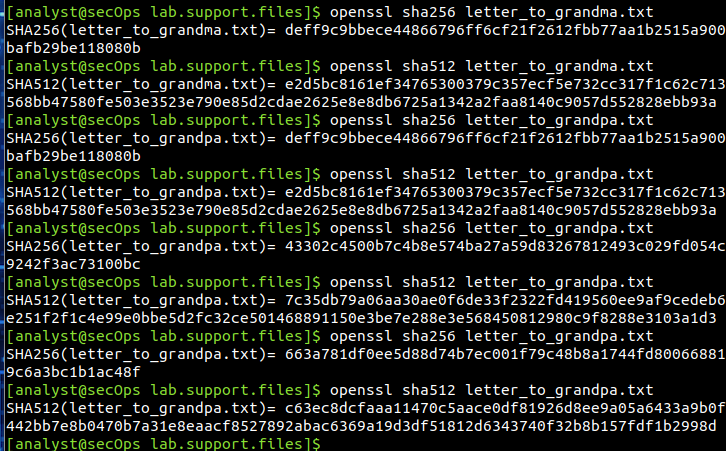 [analyst@secOps lab.support.files]$ openssl sha256 letter_to_grandma.txt
SHA256(letter_to_grandma.txt)= deff9c9bbece44866796ff6cf21f2612fbb77aa1b2515a900
bafb29be118080b
[analyst@secOps lab.support.files]$ openssl sha512 letter_to_grandma.txt
SHA512(letter_to_grandma.txt)= e2d5bc8161ef34765300379c357ecf5e732cc317f1c62c713
568bb47580fe503e3523e790e85d2cdae2625e8e8db6725a1342a2faa8140c9057d552828ebb93a
[analyst@secOps lab.support.files]$ openssl sha256 letter_to_grandpa.txt
SHA256(letter_to_grandpa.txt)= deff9c9bbece44866796ff6cf21f2612fbb77aa1b2515a900
bafb29be118080b
[analyst@secOps lab.support.files]$ openssl sha512 letter_to_grandpa.txt
SHA512(letter_to_grandpa.txt)= e2d5bc8161ef34765300379c357ecf5e732cc317f1c62c713
568bb47580fe503e3523e790e85d2cdae2625e8e8db6725a1342a2faa8140c9057d552828ebb93a
[analyst@secOps lab.support.files]$ openssl sha256 letter_to_grandpa.txt
SHA256(letter_to_grandpa.txt)= 43302c4500b7c4b8e574ba27a59d83267812493c029fd054c
9242f3ac73100bc
[analyst@secOps lab.support.files]$ openssl sha512 letter_to_grandpa.txt
SHA512(letter_to_grandpa.txt)= 7c35db79a06aa30ae0f6de33f2322fd419560ee9af9cedeb6
e251f2f1c4e99e0bbe5d2fc32ce501468891150e3be7e288e3e568450812980c9f8288e3103a1d3
[analyst@secOps lab.support.files]$ openssl sha256 letter_to_grandpa.txt
SHA256(letter_to_grandpa.txt)= 663a781df0ee5d88d74b7ec001f79c48b8a1744fd80066881
9c6a3bc1b1ac48f
[analyst@secOps lab.support.files]$ openssl sha512 letter_to_grandpa.txt
SHA512(letter_to_grandpa.txt)= c63ec8dcfaaa11470c5aace0df81926d8ee9a05a6433a9b0f
442bb7e8b0470b7a31e8eaacf8527892abac6369a19d3df51812d6343740f32b8b157fdf1b2998d
[analyst@secOps lab.support.files]$